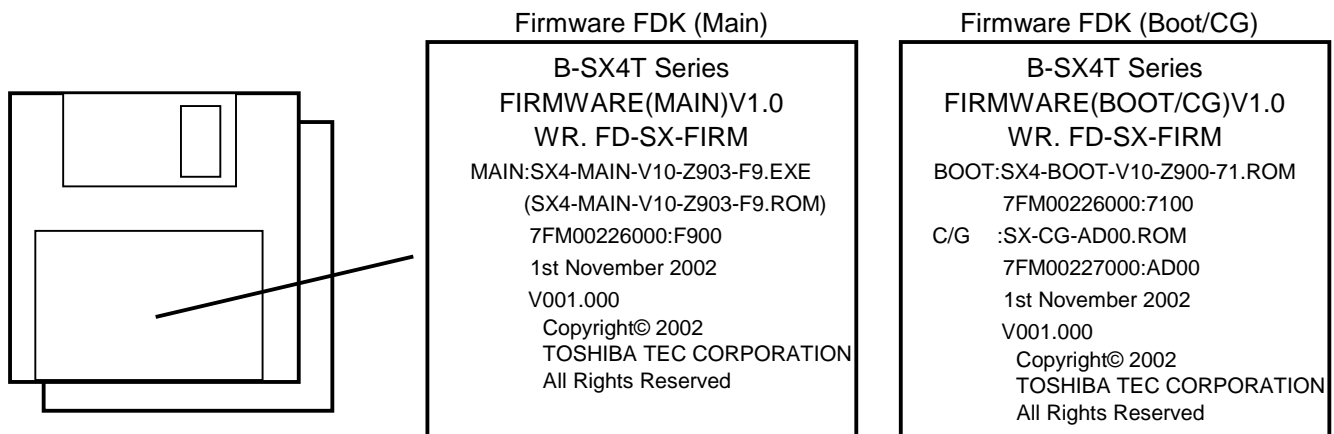 Firmware FDK (Main)
B-SX4T Series
FIRMWARE(MAIN)V1.0
WR. FD-SX-FIRM
MAIN:SX4-MAIN-V10-Z903-F9.EXE
(SX4-MAIN-V10-Z903-F9.ROM)
7FM00226000:F900
1st November 2002
V001.000
Copyright© 2002
TOSHIBA TEC CORPORATION
All Rights Reserved
Firmware FDK (Boot/CG)
B-SX4T Series
FIRMWARE(BOOT/CG)V1.0
WR. FD-SX-FIRM
BOOT:SX4-BOOT-V10-Z900-71.ROM
7FM00226000:7100
C/G :SX-CG-AD00.ROM
7FM00227000:AD00
1st November 2002
V001.000
Copyright© 2002
TOSHIBA TEC CORPORATION
All Rights Reserved